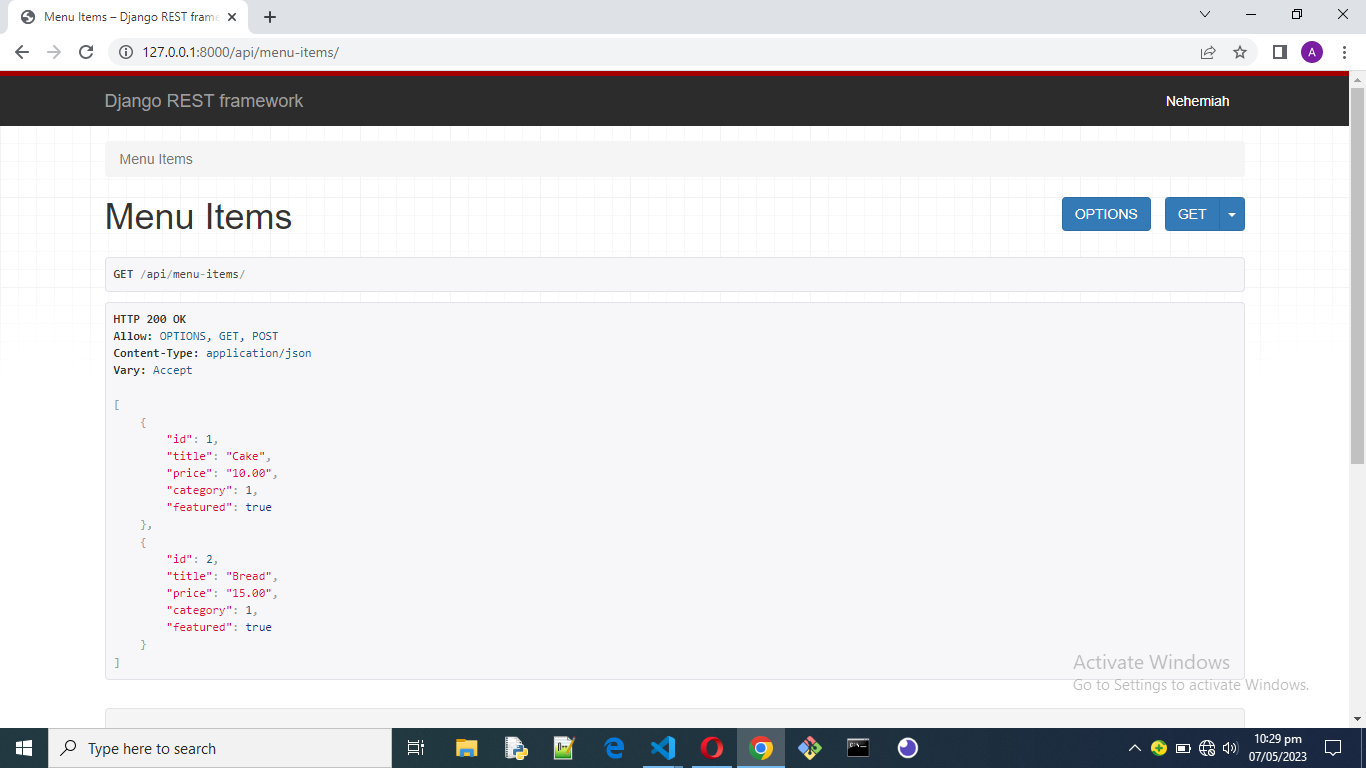 Menu Items – Django REST frame
127.0.0.1:8000/api/menu-items/
A
Django REST framework
Nehemiah
Menu Items
Menu Items
OPTIONS
GET
GET /api/menu-items/
HTTP 200 OK
Allow: OPTIONS, GET, POST
Content-Type: application/json
Vary: Accept
[
{
"id": 1,
"title": "Cake",
"price": "10.00",
"category": 1,
"featured": true
},
{
"id": 2,
"title": "Bread",
"price": "15.00",
"category": 1,
"featured": true
}
]
Activate Windows
Go to Settings to activate Windows.
Type here to search
10:29 pm
07/05/2023